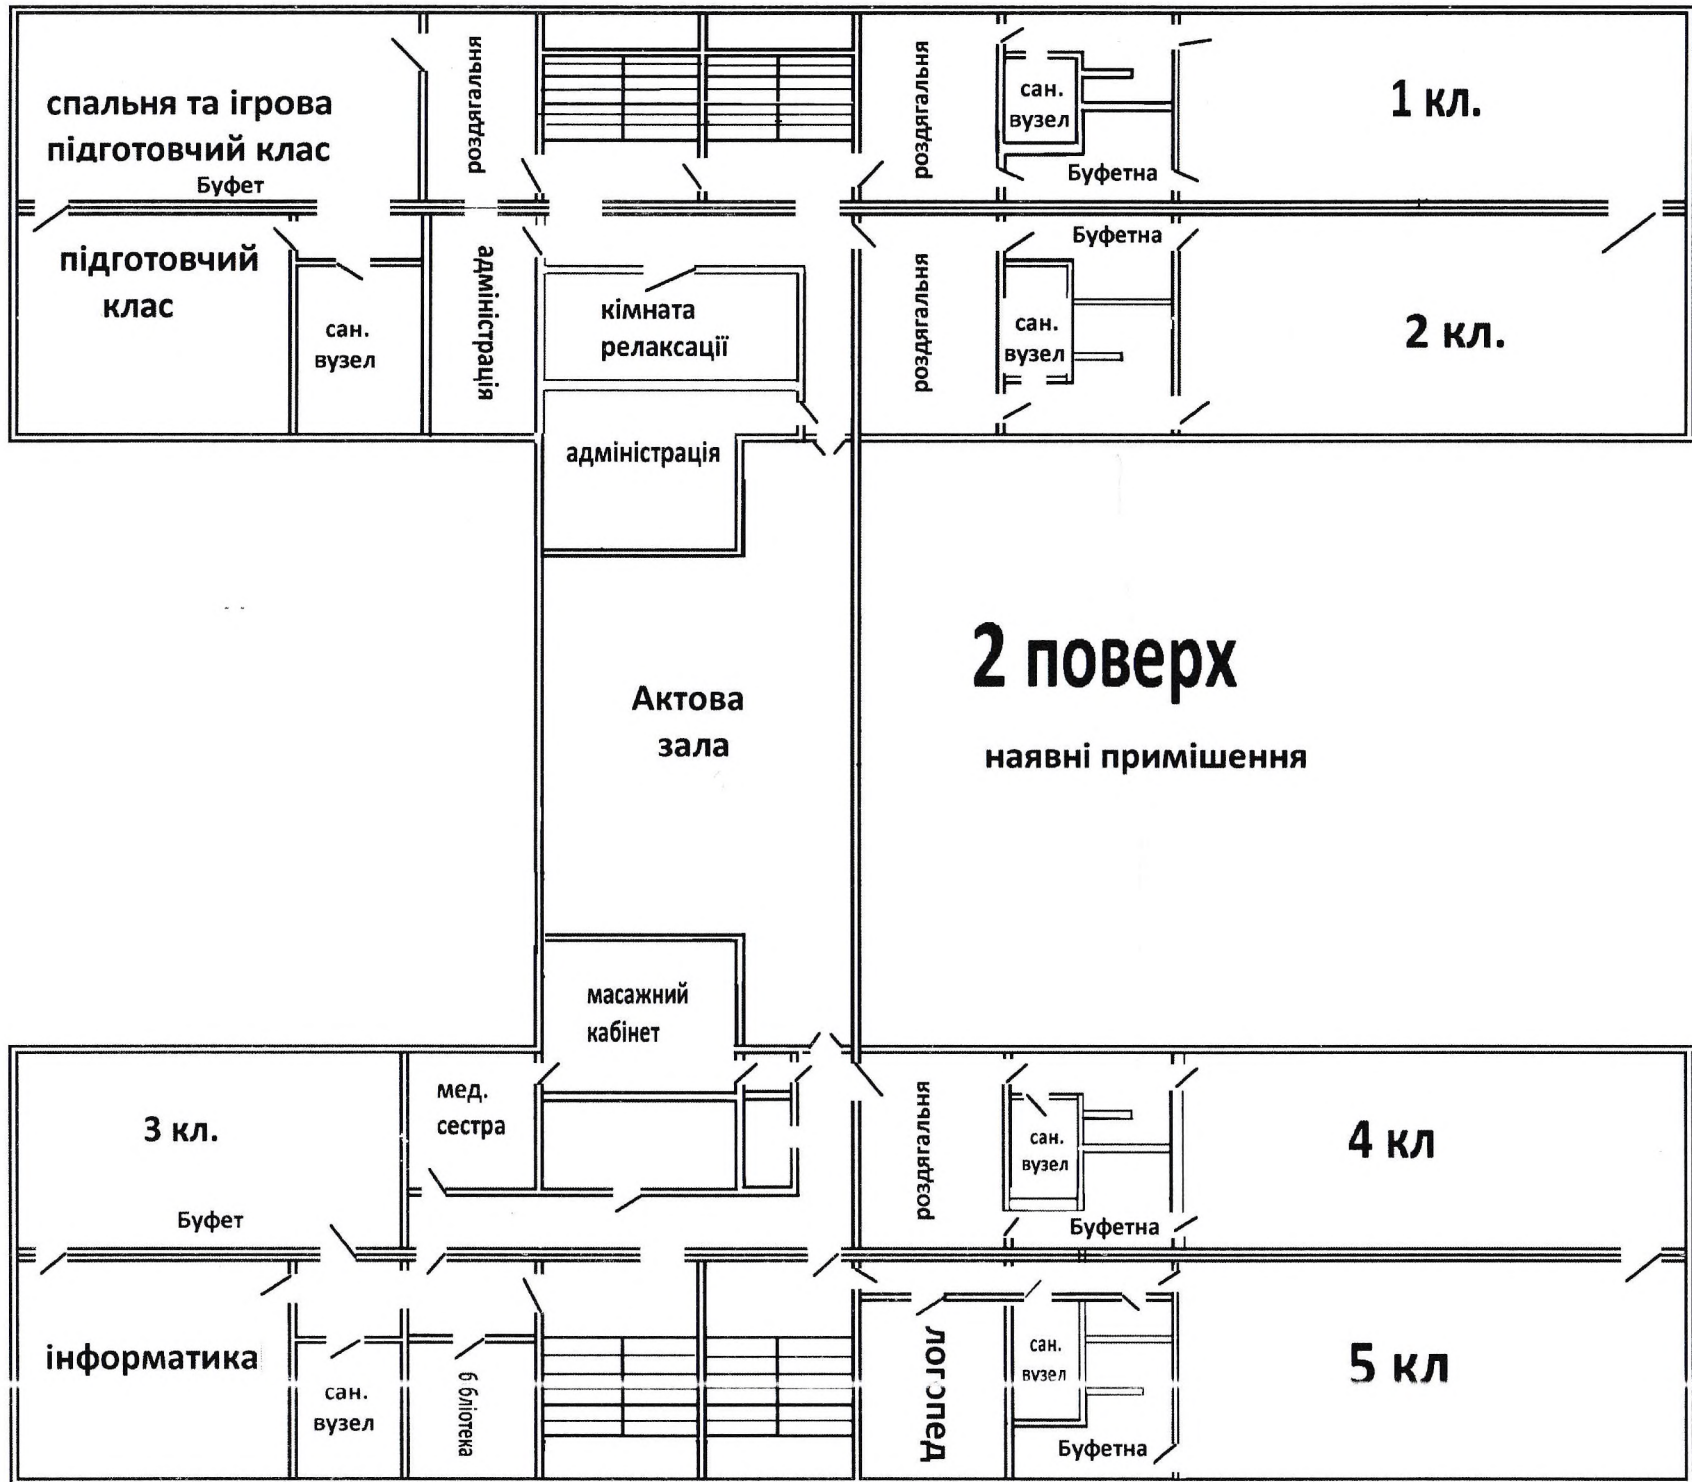 спальня та ігрова
підготовчий клас
Буфет
роздягальня
роздягальня
сан.
вузел
Буфетна
1 кл.
підготовчий
клас
сан.
вузел
адміністрація
кімната
релаксації
адміністрація
роздягальня
Буфетна
сан.
вузел
2 кл.
2 поверх
наявні примішення
Актова
зала
масажний
кабінет
3 кл.
Буфет
мед.
сестра
роздягальня
сан.
вузел
Буфетна
4 кл
інформатика
сан.
вузел
б бліотека
логопед
сан.
вузел
Буфетна
5 кл